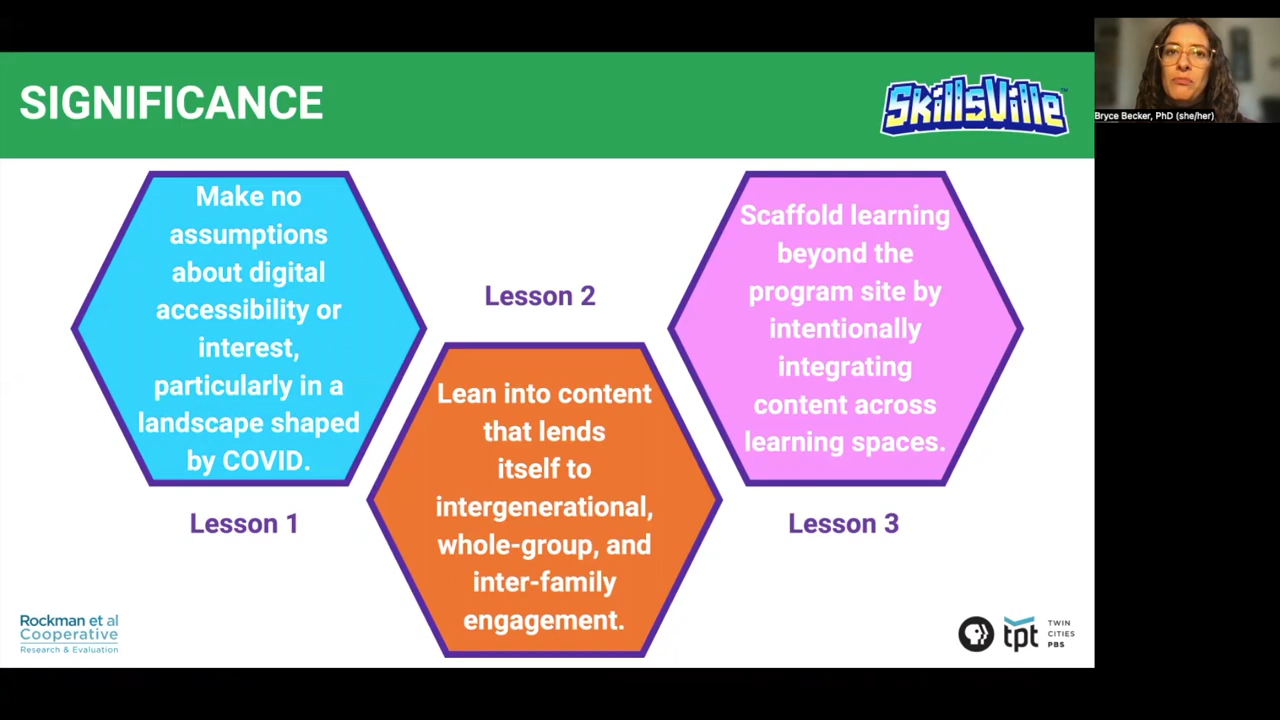 SIGNIFICANCE
SkillsVille™
Bryce Becker, PhD (she/her)
Make no
assumptions
about digital
accessibility or
interest,
particularly in a
landscape shaped
by COVID.
Lesson 1
Lesson 2
Lean into content
that lends
itself to
intergenerational,
whole-group, and
inter-family
engagement.
Scaffold learning
beyond the
program site by
intentionally
integrating
content across
learning spaces.
Lesson 3
Rockman et al
Cooperative
Research & Evaluation
tpt
TWIN
CITIES
PBS